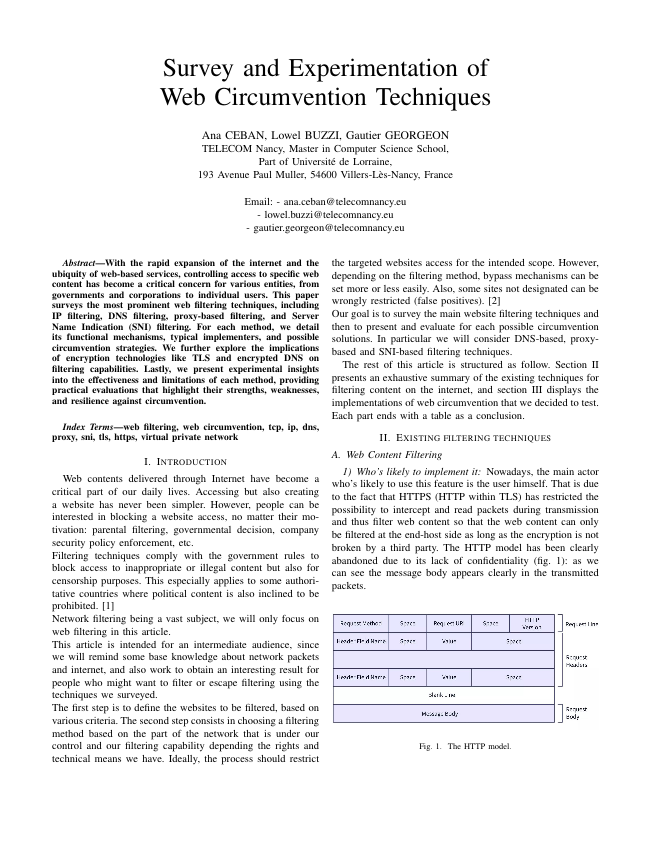 Survey and Experimentation of
Web Circumvention Techniques
Ana CEBAN, Lowel BUZZI, Gautier GEORGEON
TELECOM Nancy, Master in Computer Science School,
Part of Université de Lorraine,
193 Avenue Paul Muller, 54600 Villers-Lès-Nancy, France
Email: - ana.ceban@telecomnancy.eu
- lowel.buzzi@telecomnancy.eu
- gautier.georgeon@telecomnancy.eu
Abstract—With the rapid expansion of the internet and the
ubiquity of web-based services, controlling access to specific web
content has become a critical concern for various entities, from
governments and corporations to individual users. This paper
surveys the most prominent web filtering techniques, including
IP filtering, DNS filtering, proxy-based filtering, and Server
Name Indication (SNI) filtering. For each method, we detail
its functional mechanisms, typical implementers, and possible
circumvention strategies. We further explore the implications
of encryption technologies like TLS and encrypted DNS on
filtering capabilities. Lastly, we present experimental insights
into the effectiveness and limitations of each method, providing
practical evaluations that highlight their strengths, weaknesses,
and resilience against circumvention.
Index Terms—web filtering, web circumvention, tcp, ip, dns,
proxy, sni, tls, https, virtual private network
I. INTRODUCTION
Web contents delivered through Internet have become a
critical part of our daily lives. Accessing but also creating
a website has never been simpler. However, people can be
interested in blocking a website access, no matter their mo-
tivation: parental filtering, governmental decision, company
security policy enforcement, etc.
Filtering techniques comply with the government rules to
block access to inappropriate or illegal content but also for
censorship purposes. This especially applies to some authori-
tative countries where political content is also inclined to be
prohibited. [1]
Network filtering being a vast subject, we will only focus on
web filtering in this article.
This article is intended for an intermediate audience, since
we will remind some base knowledge about network packets
and internet, and also work to obtain an interesting result for
people who might want to filter or escape filtering using the
techniques we surveyed.
The first step is to define the websites to be filtered, based on
various criteria. The second step consists in choosing a filtering
method based on the part of the network that is under our
control and our filtering capability depending the rights and
technical means we have. Ideally, the process should restrict
the targeted websites access for the intended scope. However,
depending on the filtering method, bypass mechanisms can be
set more or less easily. Also, some sites not designated can be
wrongly restricted (false positives). [2]
Our goal is to survey the main website filtering techniques and
then to present and evaluate for each possible circumvention
solutions. In particular we will consider DNS-based, proxy-
based and SNI-based filtering techniques.
The rest of this article is structured as follow. Section II
presents an exhaustive summary of the existing techniques for
filtering content on the internet, and section III displays the
implementations of web circumvention that we decided to test.
Each part ends with a table as a conclusion.
II. EXISTING FILTERING TECHNIQUES
A. Web Content Filtering
1) Who's likely to implement it: Nowadays, the main actor
who's likely to use this feature is the user himself. That is due
to the fact that HTTPS (HTTP within TLS) has restricted the
possibility to intercept and read packets during transmission
and thus filter web content so that the web content can only
be filtered at the end-host side as long as the encryption is not
broken by a third party. The HTTP model has been clearly
abandoned due to its lack of confidentiality (fig. 1): as we
can see the message body appears clearly in the transmitted
packets.
Request Method Space Request URI Space HTTP Version Request Line
Header Field Name Space Value Space
Request
Headers
Header Field Name Space Value Space
Blank Line
Message Body Request Body
Fig. 1. The HTTP model.